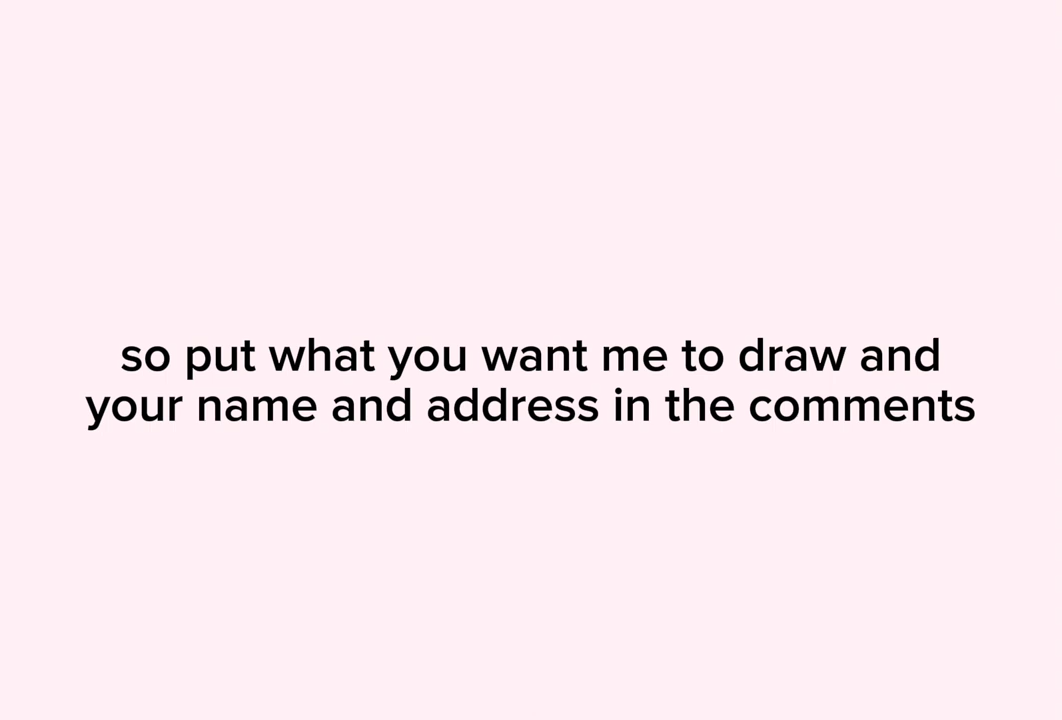 so put what you want me to draw and
your name and address in the comments